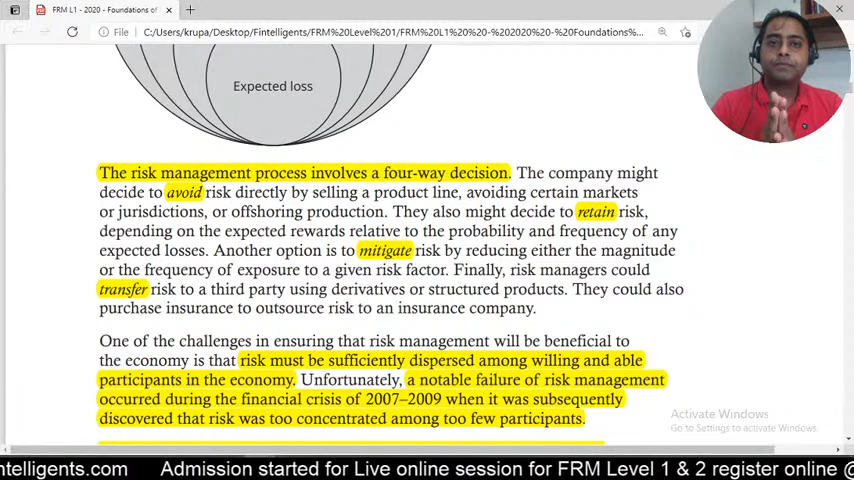 FRM L1 - 2020 - Foundations of
File
C:/Users/krupa/Desktop/Fintelligents/FRM%20Level%201/FRM%20L1%20-%202020%20-%20Foundations%...
Expected loss
The risk management process involves a four-way decision. The company might
decide to avoid risk directly by selling a product line, avoiding certain markets
or jurisdictions, or offshoring production. They also might decide to retain risk,
depending on the expected rewards relative to the probability and frequency of any
expected losses. Another option is to mitigate risk by reducing either the magnitude
or the frequency of exposure to a given risk factor. Finally, risk managers could
transfer risk to a third party using derivatives or structured products. They could also
purchase insurance to outsource risk to an insurance company.
One of the challenges in ensuring that risk management will be beneficial to
the economy is that risk must be sufficiently dispersed among willing and able
participants in the economy. Unfortunately, a notable failure of risk management
occurred during the financial crisis of 2007–2009 when it was subsequently
discovered that risk was too concentrated among too few participants.
Activate Windows
Go to Settings to activate Windows.
ntelligents.com Admission started for Live online session for FRM Level 1 & 2 register online @